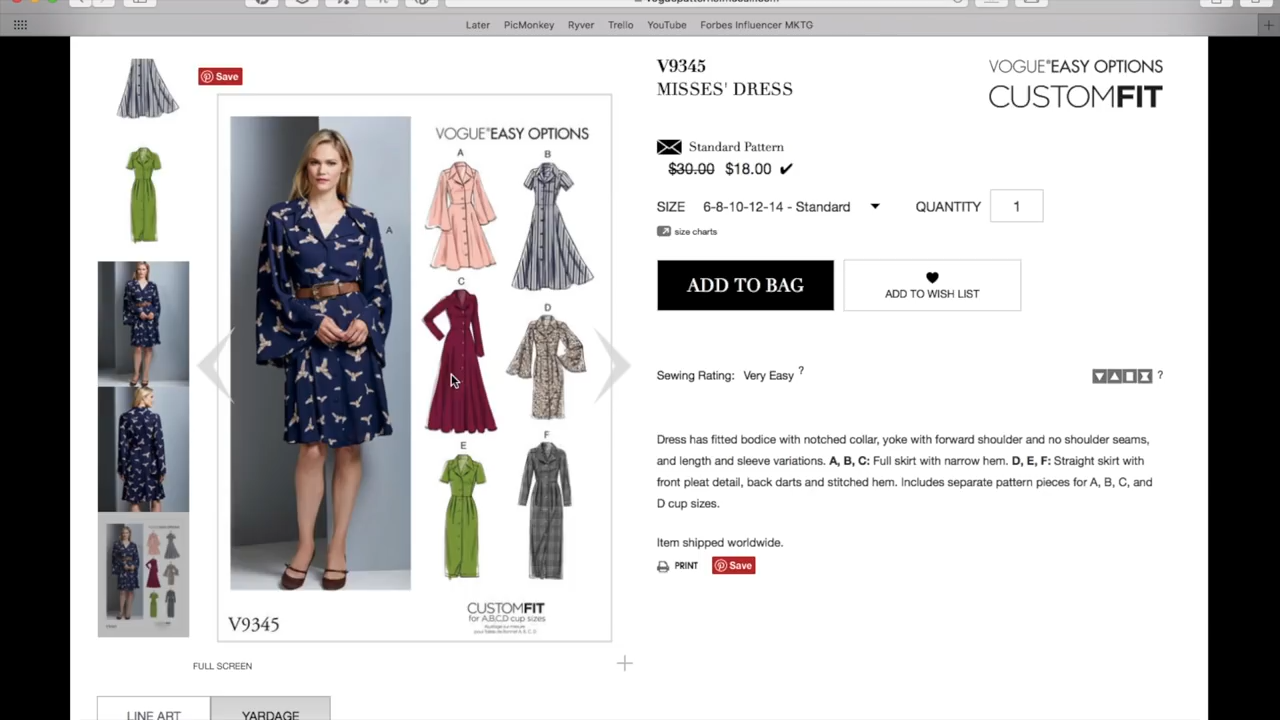 Later PicMonkey Ryver Trello YouTube Forbes Influencer MKTG
Save
VOGUE®EASY OPTIONS
A
B
A
C
D
E
F
V9345
CUSTOMFIT
for A,B,C,D cup sizes
FULL SCREEN
LINE ART
YARDAGE
V9345
MISSES' DRESS
VOGUE®EASY OPTIONS
CUSTOMFIT
Standard Pattern
$30.00 $18.00 ✔
SIZE 6-8-10-12-14 - Standard
QUANTITY 1
size charts
ADD TO BAG
ADD TO WISH LIST
Sewing Rating: Very Easy ?
?
Dress has fitted bodice with notched collar, yoke with forward shoulder and no shoulder seams,
and length and sleeve variations. A, B, C: Full skirt with narrow hem. D, E, F: Straight skirt with
front pleat detail, back darts and stitched hem. Includes separate pattern pieces for A, B, C, and
D cup sizes.
Item shipped worldwide.
PRINT
Save